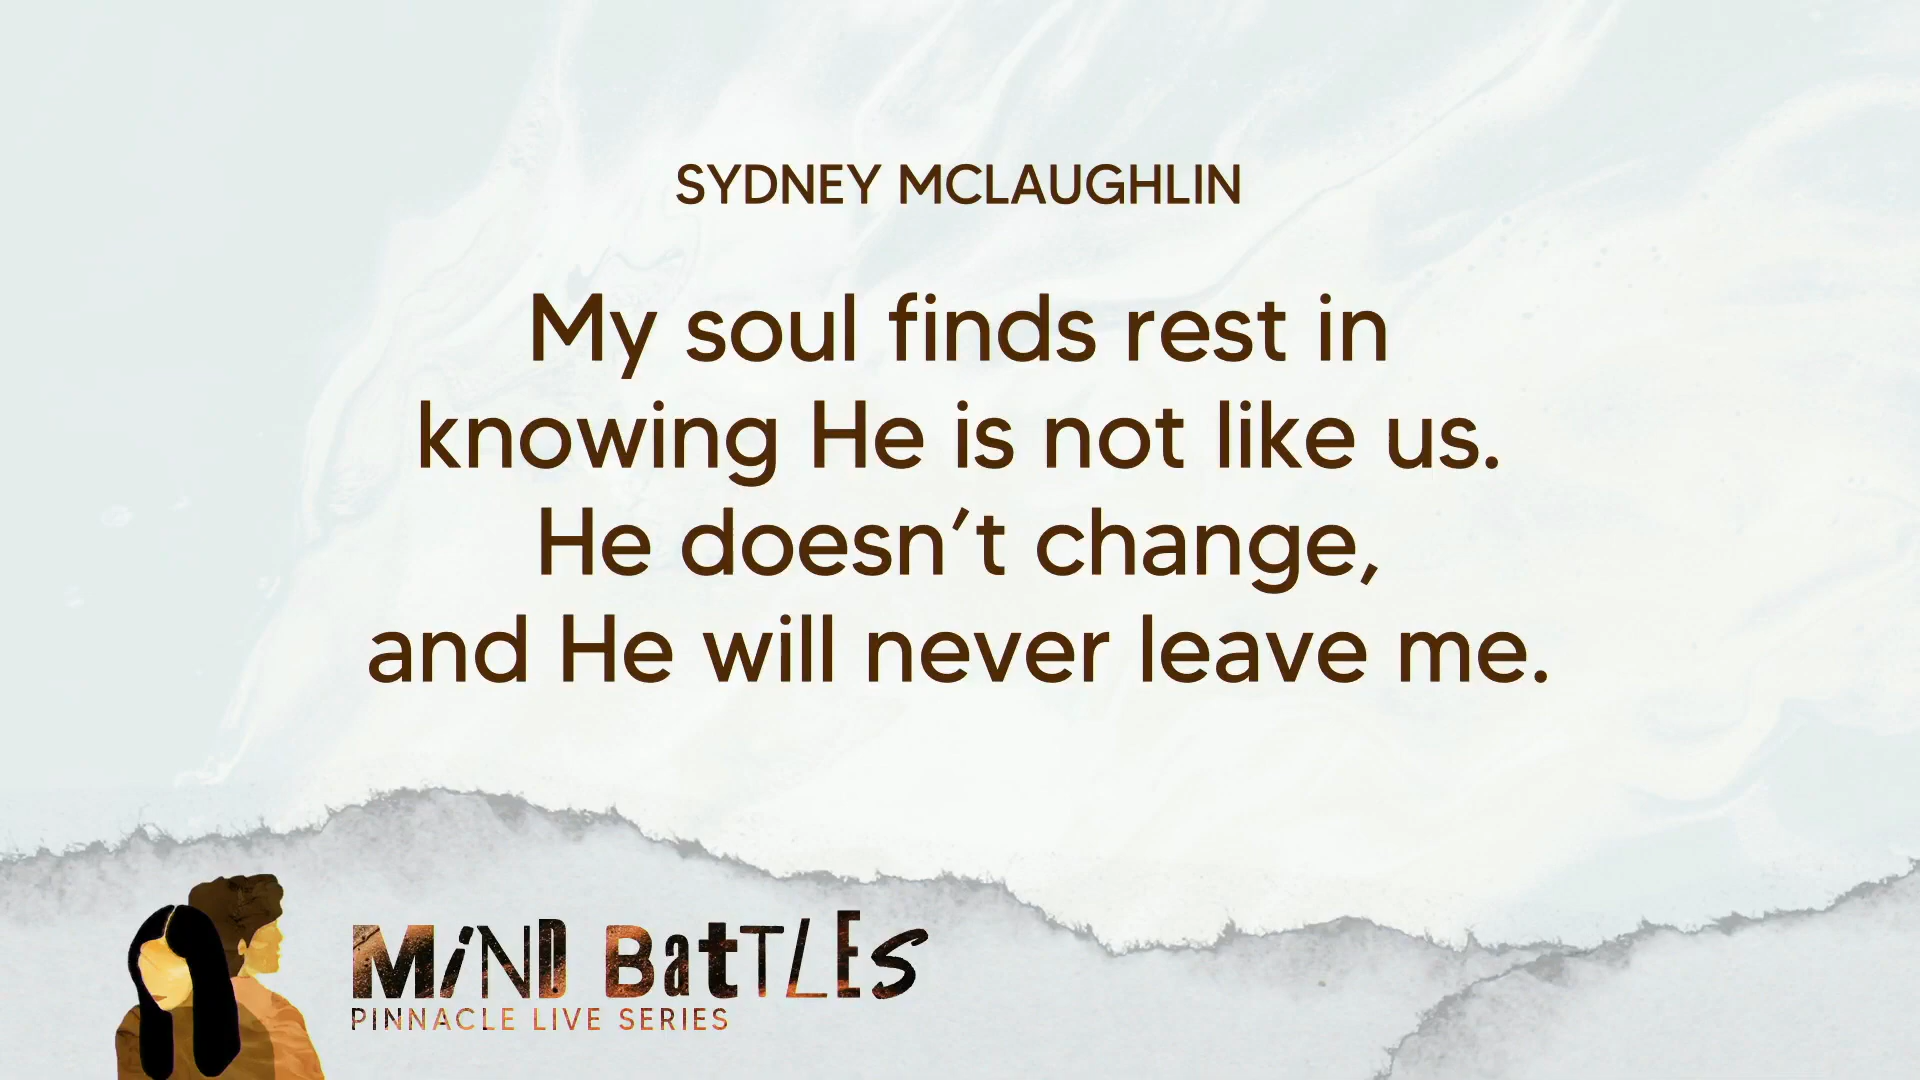 SYDNEY MCLAUGHLIN
My soul finds rest in
knowing He is not like us.
He doesn’t change,
and He will never leave me.
MiND BatTLES
PINNACLE LIVE SERIES